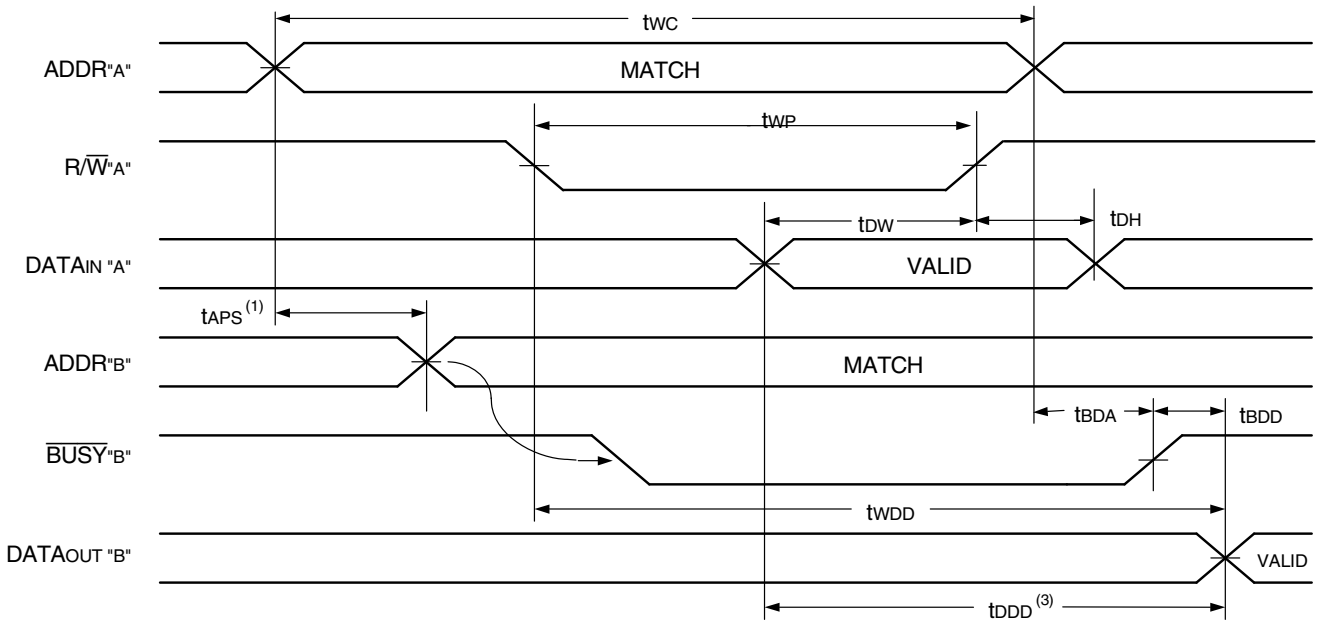 tWC
ADDR"A"
MATCH
tWP
R/W̅"A"
tDW
tDH
DATAIN "A"
VALID
tAPS (1)
ADDR"B"
MATCH
tBDA
tBDD
B̅U̅S̅Y̅"B"
tWDD
DATAOUT "B"
VALID
tDDD (3)